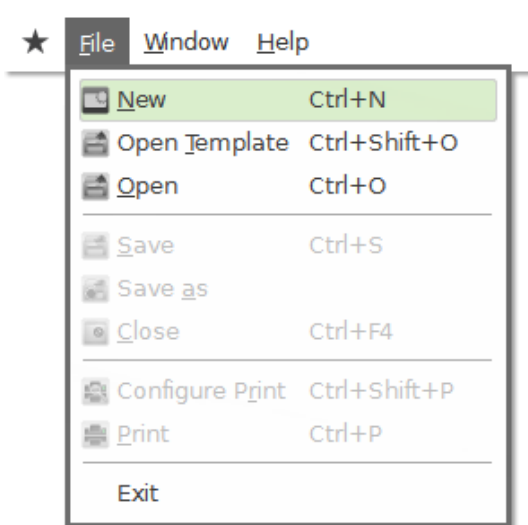 ★ File Window Help
New Ctrl+N
Open Template Ctrl+Shift+O
Open Ctrl+O
Save Ctrl+S
Save as
Close Ctrl+F4
Configure Print Ctrl+Shift+P
Print Ctrl+P
Exit